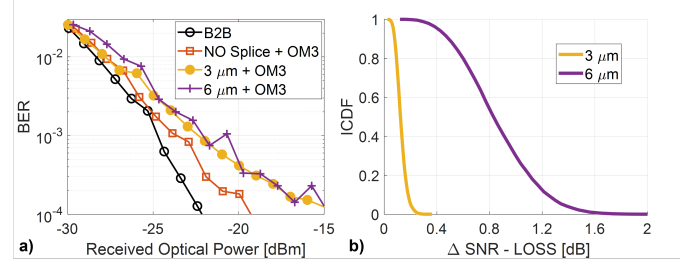 B2B
NO Splice + OM3
3 μm + OM3
6 μm + OM3
10⁻²
10⁻³
10⁻⁴
BER
-30
-25
-20
-15
Received Optical Power [dBm]
a)
3 μm
6 μm
1
0.8
0.6
0.4
0.2
0
ICDF
0
0.4
0.8
1.2
1.6
2
Δ SNR - LOSS [dB]
b)